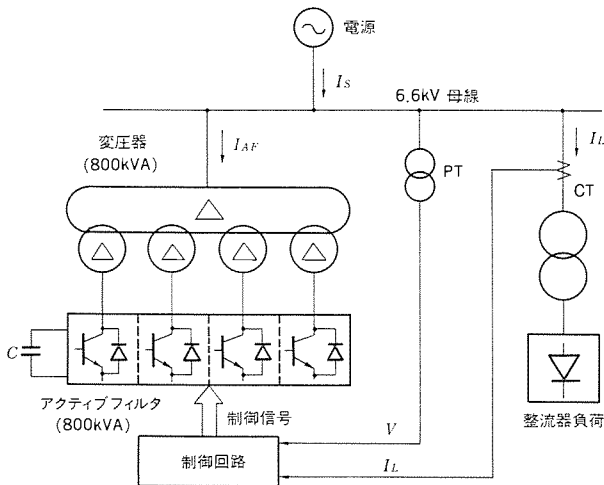 電源
I_S
6.6kV 母線
変圧器
(800kVA)
I_AF
PT
I_L
CT
C
アクティブフィルタ
(800kVA)
制御信号
V
整流器負荷
制御回路
I_L